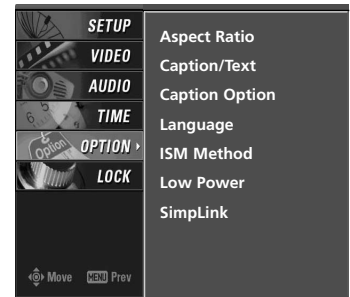 SETUP
VIDEO
AUDIO
TIME
OPTION
LOCK
Move MENU Prev
Aspect Ratio
Caption/Text
Caption Option
Language
ISM Method
Low Power
SimpLink
Option